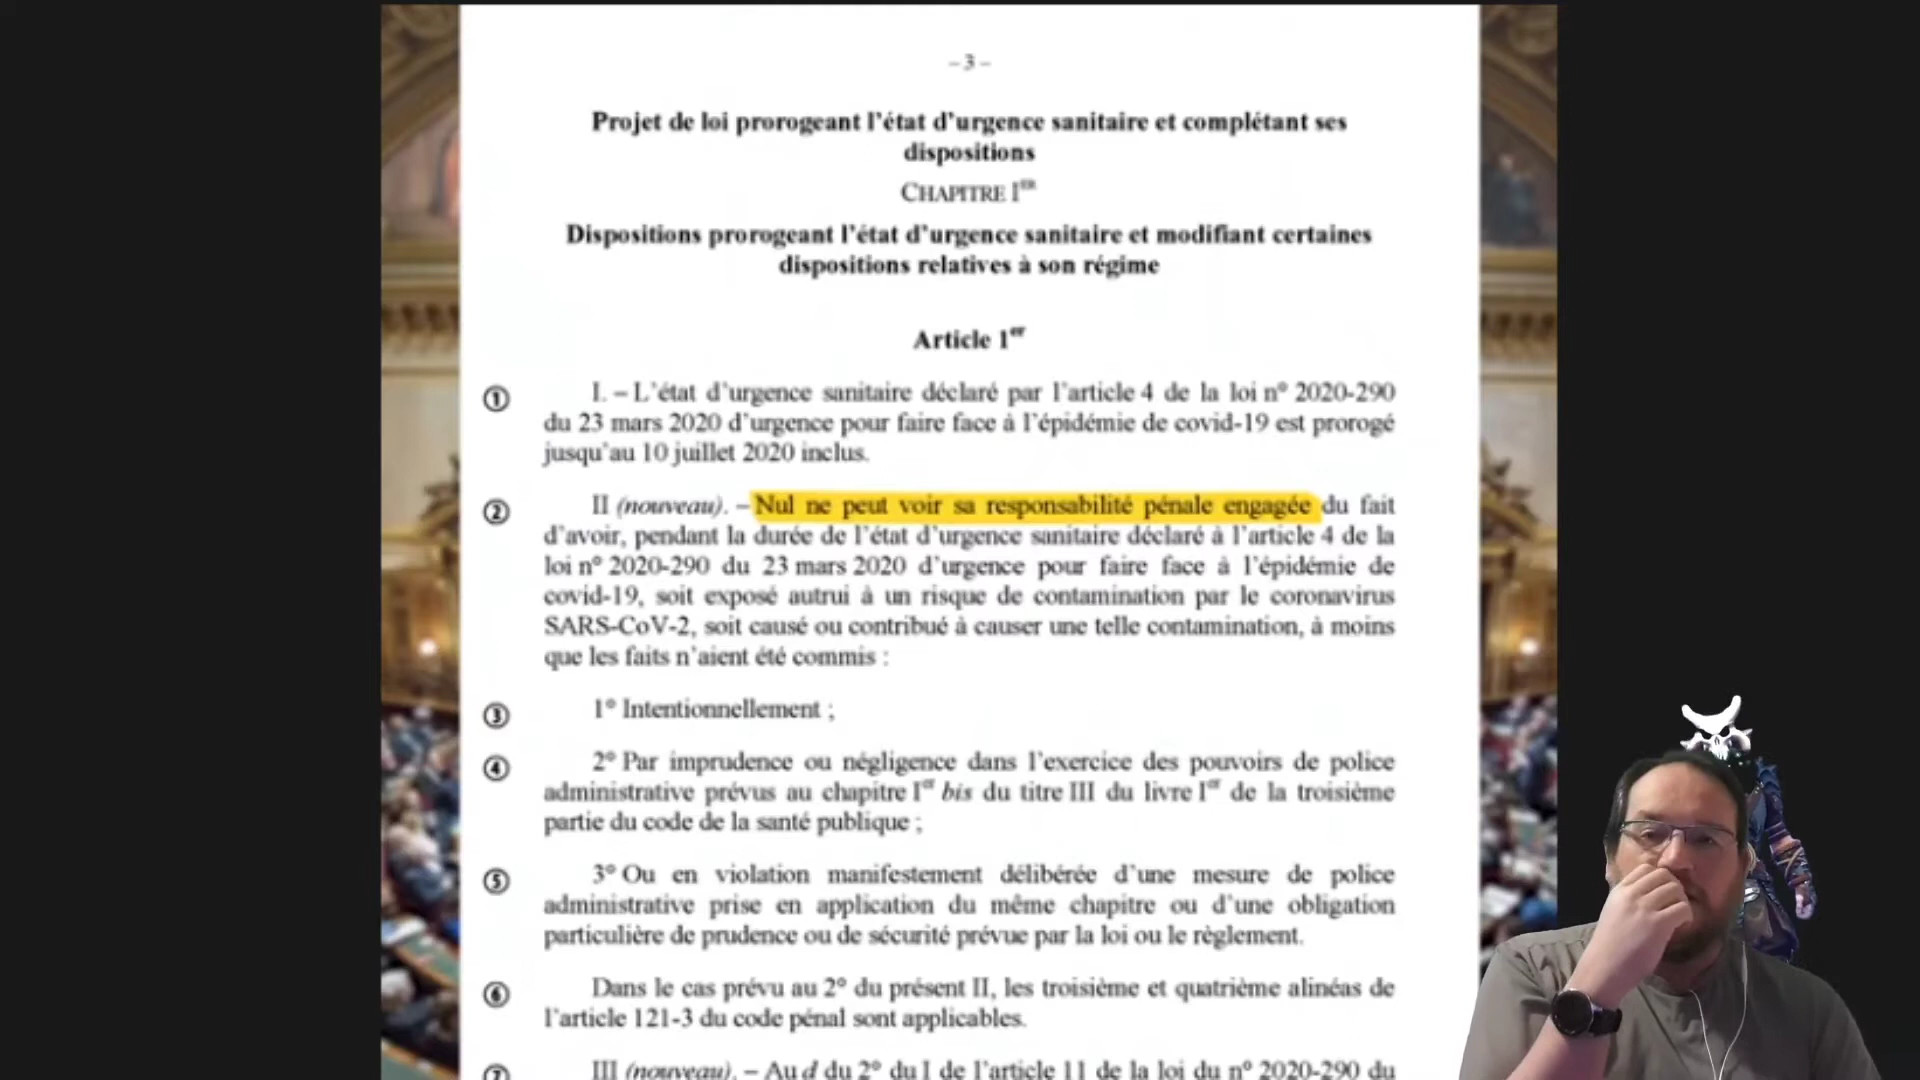 – 3 –
Projet de loi prorogeant l’état d’urgence sanitaire et complétant ses
dispositions
CHAPITRE Iᵉʳ
Dispositions prorogeant l’état d’urgence sanitaire et modifiant certaines
dispositions relatives à son régime
Article 1ᵉʳ
① I. – L’état d’urgence sanitaire déclaré par l’article 4 de la loi n° 2020-290
du 23 mars 2020 d’urgence pour faire face à l’épidémie de covid-19 est prorogé
jusqu’au 10 juillet 2020 inclus.
② II (nouveau). – Nul ne peut voir sa responsabilité pénale engagée du fait
d’avoir, pendant la durée de l’état d’urgence sanitaire déclaré à l’article 4 de la
loi n° 2020-290 du 23 mars 2020 d’urgence pour faire face à l’épidémie de
covid-19, soit exposé autrui à un risque de contamination par le coronavirus
SARS-CoV-2, soit causé ou contribué à causer une telle contamination, à moins
que les faits n’aient été commis :
③ 1° Intentionnellement ;
④ 2° Par imprudence ou négligence dans l’exercice des pouvoirs de police
administrative prévus au chapitre Iᵉʳ bis du titre III du livre Iᵉʳ de la troisième
partie du code de la santé publique ;
⑤ 3° Ou en violation manifestement délibérée d’une mesure de police
administrative prise en application du même chapitre ou d’une obligation
particulière de prudence ou de sécurité prévue par la loi ou le règlement.
⑥ Dans le cas prévu au 2° du présent II, les troisième et quatrième alinéas de
l’article 121-3 du code pénal sont applicables.
⑦ III (nouveau). – Au d du 2° du I de l’article 11 de la loi du n° 2020-290 du